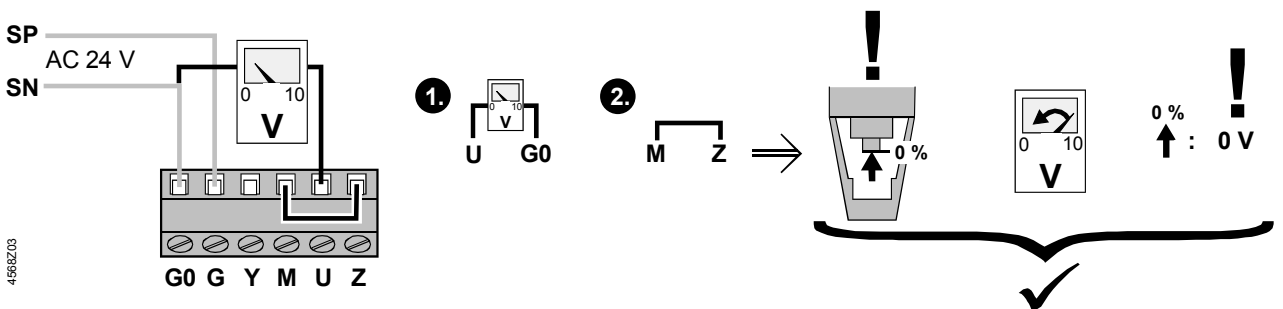 SP
AC 24 V
SN
0 10
V
G0 G Y M U Z
4568Z03
1.
0 10
V
U G0
2.
M Z
!
0 %
0 10
V
!
0 %
: 0 V